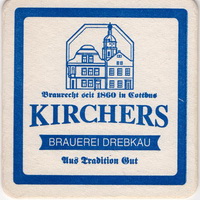 Braurecht seit 1860 in Cottbus
KIRCHERS
BRAUEREI DREBKAU
Aus Tradition Gut